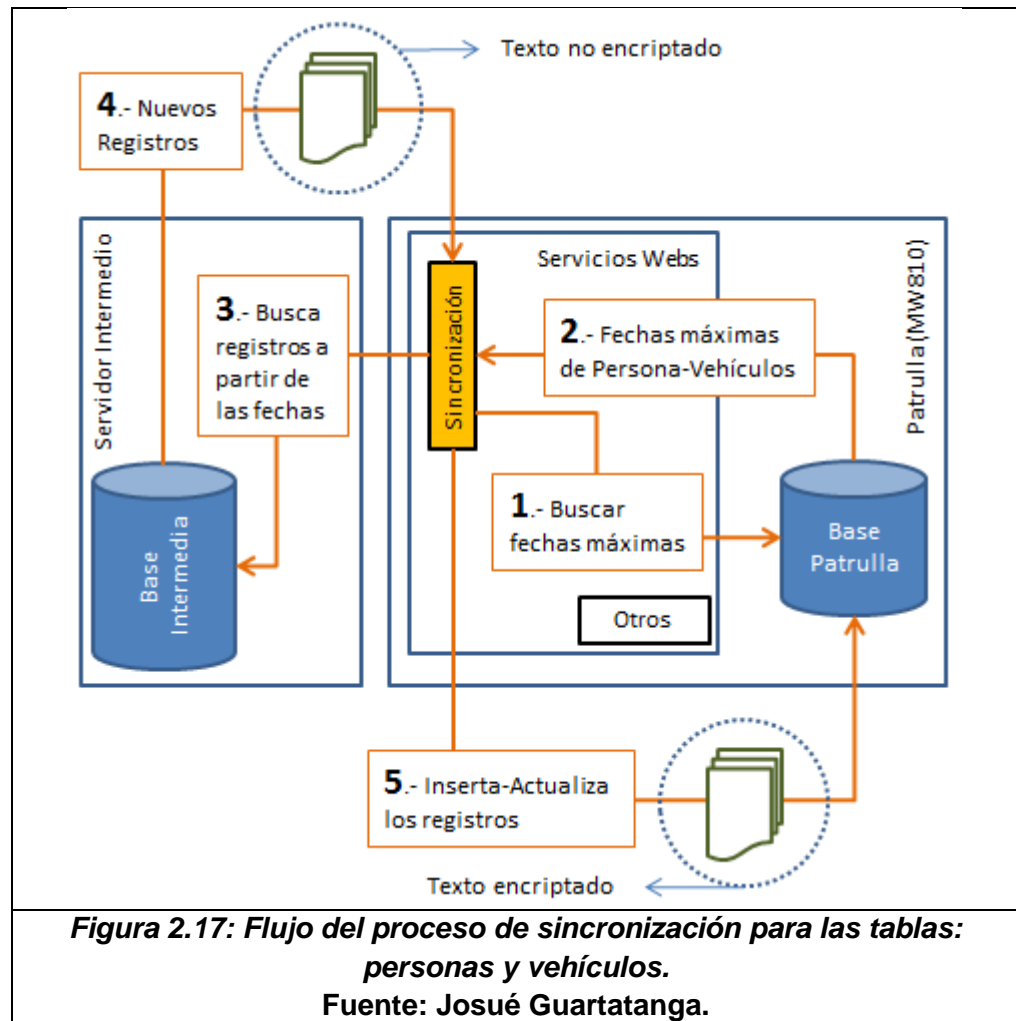 Texto no encriptado
4.- Nuevos
Registros
Servidor Intermedio
3.- Busca
registros a
partir de
las fechas
Base
Intermedia
Servicios Webs
Sincronización
2.- Fechas máximas
de Persona-Vehículos
Patrulla(MW810)
1.- Buscar
fechas máximas
Base
Patrulla
Otros
5.- Inserta-Actualiza
los registros
Texto encriptado
Figura 2.17: Flujo del proceso de sincronización para las tablas:
personas y vehículos.
Fuente: Josué Guartatanga.